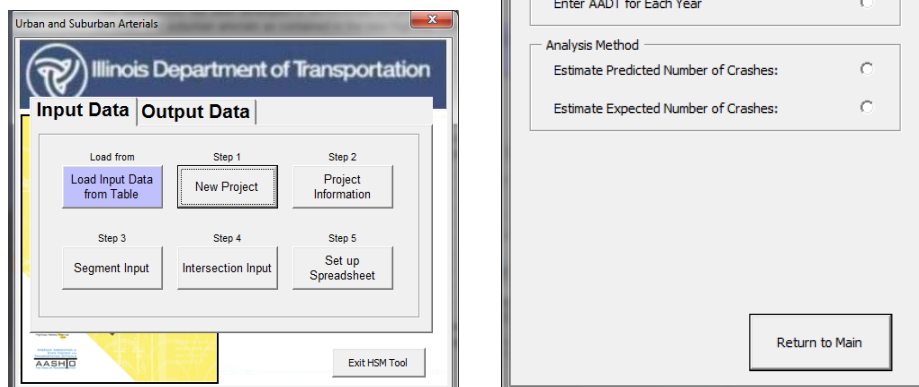 Urban and Suburban Arterials
Illinois Department of Transportation
Input Data
Output Data
Load from
Step 1
Step 2
Load Input Data
from Table
New Project
Project
Information
Step 3
Step 4
Step 5
Segment Input
Intersection Input
Set up
Spreadsheet
AASHTO
Exit HSM Tool
Enter AADT for Each Year
Analysis Method
Estimate Predicted Number of Crashes:
Estimate Expected Number of Crashes:
Return to Main